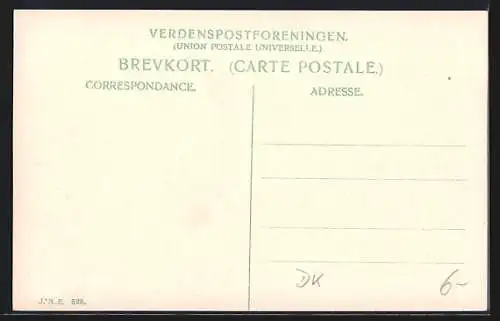 VERDENSPOSTFORENINGEN.
(UNION POSTALE UNIVERSELLE.)
BREVKORT. (CARTE POSTALE.)
CORRESPONDANCE. ADRESSE.
DK 6-